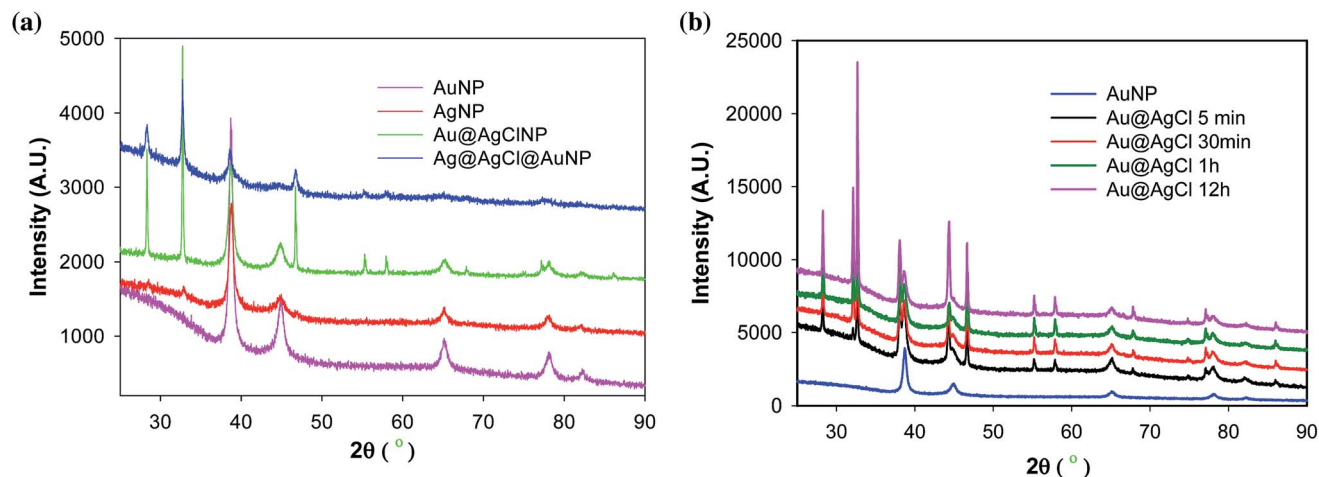 (a)
5000
4000
3000
2000
1000
Intensity (A.U.)
AuNP
AgNP
Au@AgClNP
Ag@AgCl@AuNP
30 40 50 60 70 80 90
2θ ( o )
(b)
25000
20000
15000
10000
5000
0
Intensity (A.U.)
AuNP
Au@AgCl 5 min
Au@AgCl 30min
Au@AgCl 1h
Au@AgCl 12h
30 40 50 60 70 80 90
2θ ( o )